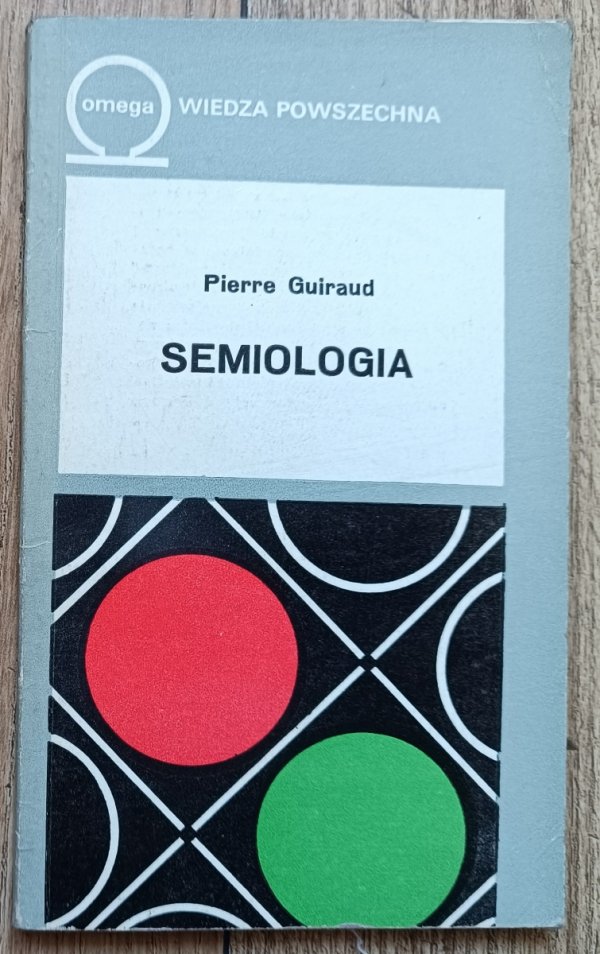 omega WIEDZA POWSZECHNA
Pierre Guiraud
SEMIOLOGIA